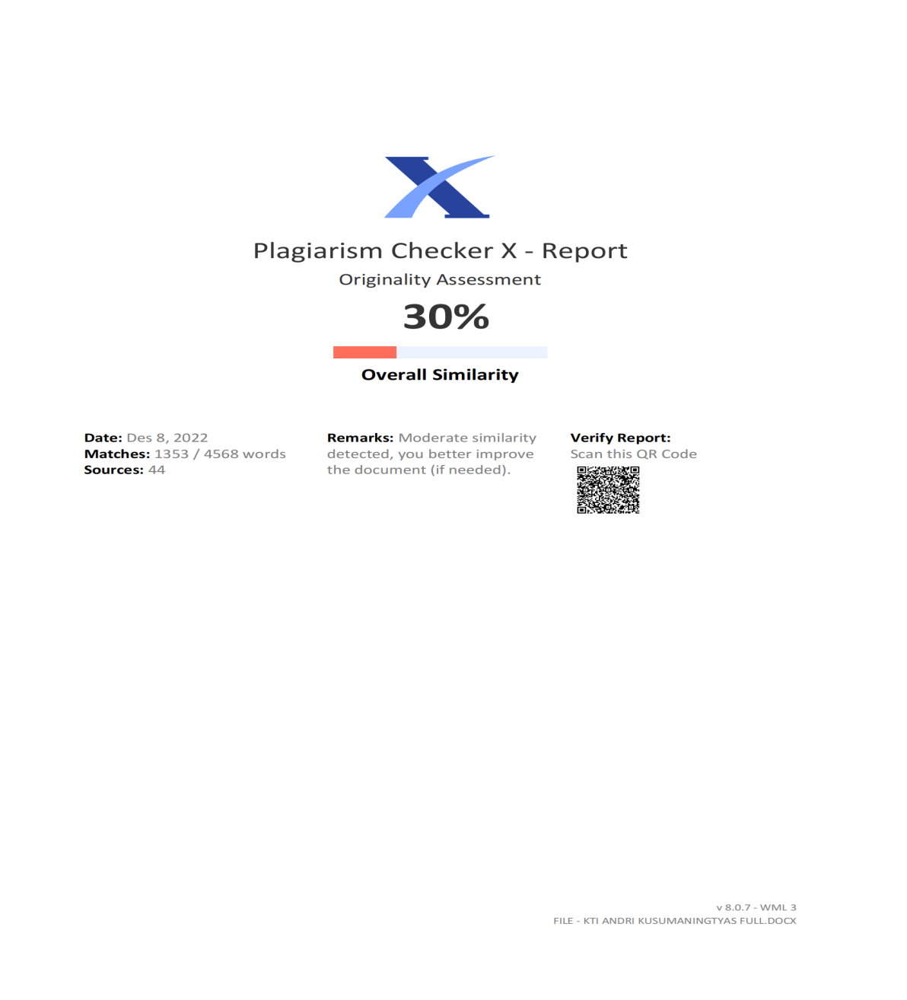 Plagiarism Checker X - Report
Originality Assessment
30%
Overall Similarity
Date: Des 8, 2022
Matches: 1353 / 4568 words
Sources: 44
Remarks: Moderate similarity
detected, you better improve
the document (if needed).
Verify Report:
Scan this QR Code
v 8.0.7 - WML 3
FILE - KTI ANDRI KUSUMANINGTYAS FULL.DOCX